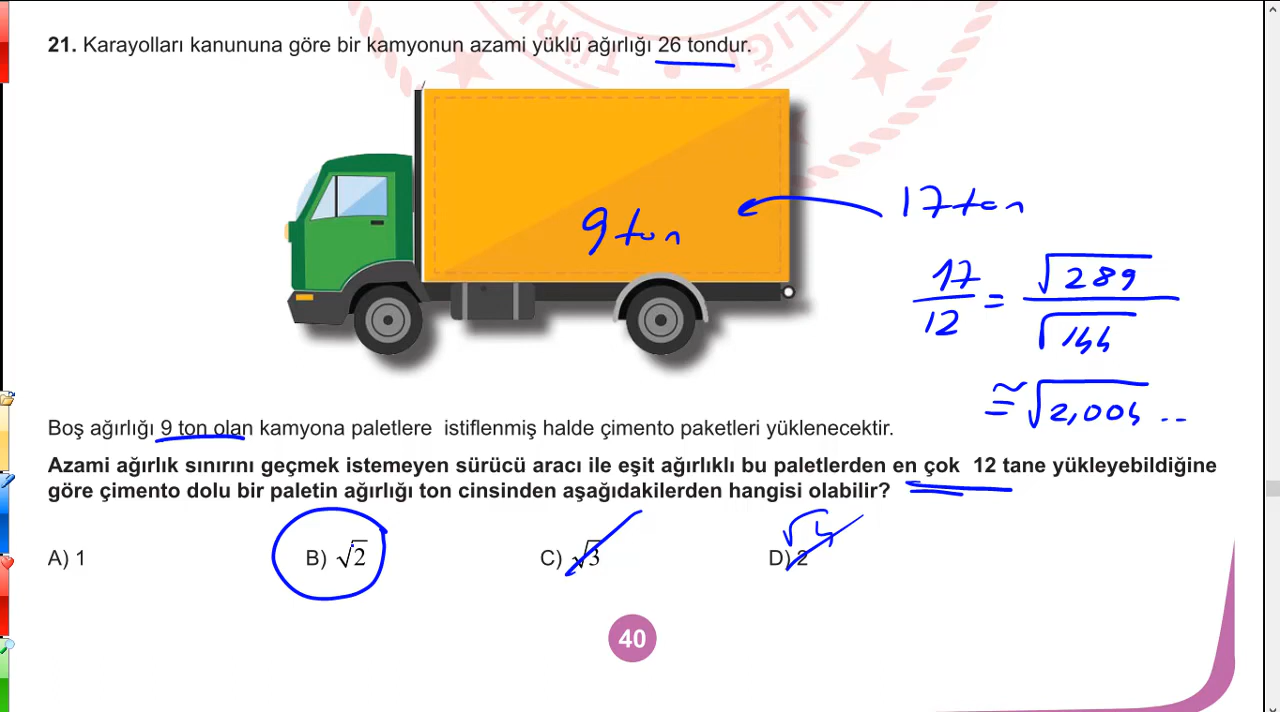 NLIĞI
TÜRK
21. Karayolları kanununa göre bir kamyonun azami yüklü ağırlığı 26 tondur.
9 ton
17 ton
17/12 = √289/√144
≅ √2,004 ...
Boş ağırlığı 9 ton olan kamyona paletlere istiflenmiş halde çimento paketleri yüklenecektir.
Azami ağırlık sınırını geçmek istemeyen sürücü aracı ile eşit ağırlıklı bu paletlerden en çok 12 tane yükleyebildiğine
göre çimento dolu bir paletin ağırlığı ton cinsinden aşağıdakilerden hangisi olabilir?
√4
A) 1 B) √2 C) √3 D) 2
40